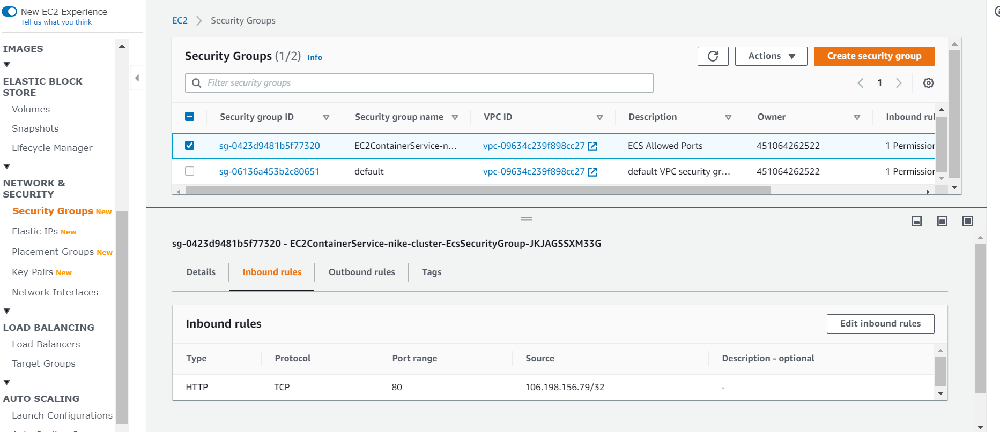 New EC2 Experience
Tell us what you think
IMAGES
ELASTIC BLOCK
STORE
Volumes
Snapshots
Lifecycle Manager
NETWORK &
SECURITY
Security Groups New
Elastic IPs New
Placement Groups New
Key Pairs New
Network Interfaces
LOAD BALANCING
Load Balancers
Target Groups
AUTO SCALING
Launch Configurations
EC2 Security Groups
Security Groups (1/2) Info
Actions
Create security group
Filter security groups
1
Security group ID Security group name VPC ID Description Owner Inbound rul
sg-0423d9481b5f77320 EC2ContainerService-n... vpc-09634c239f898cc27 ECS Allowed Ports 451064262522 1 Permission
sg-06136a453b2c80651 default vpc-09634c239f898cc27 default VPC security gr... 451064262522 1 Permission
sg-0423d9481b5f77320 - EC2ContainerService-nike-cluster-EcsSecurityGroup-JKJAGSSXM33G
Details Inbound rules Outbound rules Tags
Inbound rules
Edit inbound rules
Type Protocol Port range Source Description - optional
HTTP TCP 80 106.198.156.79/32 -